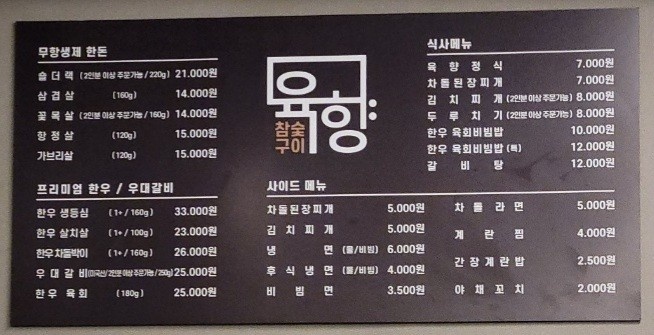 무항생제 한돈
숄더랙 (2인분 이상 주문가능 / 220g) 21.000원
삼겹살 (160g) 14.000원
꽃목살 (2인분 이상 주문가능 / 160g) 14.000원
항정살 (120g) 15.000원
가브리살 (120g) 15.000원
프리미엄 한우 / 우대갈비
한우 생등심 (1+ / 160g) 33.000원
한우 살치살 (1+ / 100g) 23.000원
한우차돌박이 (1+ / 160g) 26.000원
우대갈비(미국산/2인분 이상 주문가능/250g) 25.000원
한우 육회 (180g) 25.000원
육향
참숯
구이
식사메뉴
육향정식 7.000원
차돌된장찌개 7.000원
김치찌개 (2인분 이상 주문가능) 8.000원
두루치기 (2인분 이상 주문가능) 8.000원
한우 육회비빔밥 10.000원
한우 육회비빔밥 (특) 12.000원
갈비탕 12.000원
사이드 메뉴
차돌된장찌개 5.000원
김치찌개 5.000원
냉면 (물/비빔) 6.000원
후식냉면 (물/비빔) 4.000원
비빔면 3.500원
차돌라면 5.000원
계란찜 4.000원
간장계란밥 2.500원
야채꼬치 2.000원